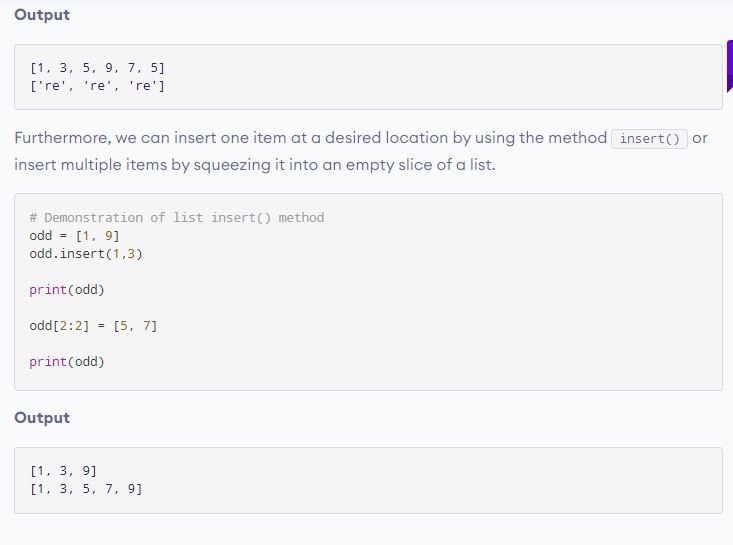 Output
[1, 3, 5, 9, 7, 5]
['re', 're', 're']
Furthermore, we can insert one item at a desired location by using the method insert() or
insert multiple items by squeezing it into an empty slice of a list.
# Demonstration of list insert() method
odd = [1, 9]
odd.insert(1,3)
print(odd)
odd[2:2] = [5, 7]
print(odd)
Output
[1, 3, 9]
[1, 3, 5, 7, 9]